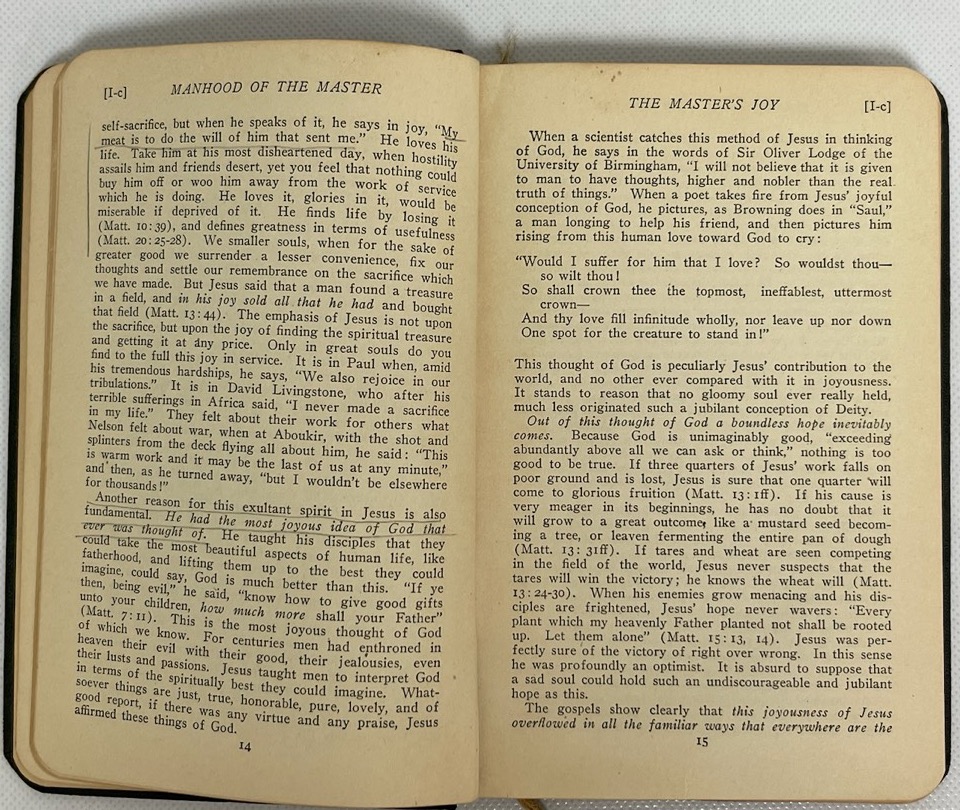 [I-c] MANHOOD OF THE MASTER
self-sacrifice, but when he speaks of it, he says in joy, “My
meat is to do the will of him that sent me.” He loves his
life. Take him at his most disheartened day, when hostility
assails him and friends desert, yet you feel that nothing could
buy him off or woo him away from the work of service
which he is doing. He loves it, glories in it, would be
miserable if deprived of it. He finds life by losing it
(Matt. 10:39), and defines greatness in terms of usefulness
(Matt. 20:25-28). We smaller souls, when for the sake of
greater good we surrender a lesser convenience, fix our
thoughts and settle our remembrance on the sacrifice which
we have made. But Jesus said that a man found a treasure
in a field, and in his joy sold all that he had and bought
that field (Matt. 13:44). The emphasis of Jesus is not upon
the sacrifice, but upon the joy of finding the spiritual treasure
and getting it at any price. Only in great souls do you
find to the full this joy in service. It is in Paul when, amid
his tremendous hardships, he says, “We also rejoice in our
tribulations.” It is in David Livingstone, who after his
terrible sufferings in Africa said, “I never made a sacrifice
in my life.” They felt about their work for others what
Nelson felt about war, when at Aboukir, with the shot and
splinters from the deck flying all about him, he said: “This
is warm work and it may be the last of us at any minute,”
and then, as he turned away, “but I wouldn’t be elsewhere
for thousands!”
Another reason for this exultant spirit in Jesus is also
fundamental. He had the most joyous idea of God that
ever was thought of. He taught his disciples that they
could take the most beautiful aspects of human life, like
fatherhood, and lifting them up to the best they could
imagine, could say, God is much better than this. “If ye
then, being evil,” he said, “know how to give good gifts
unto your children, how much more shall your Father”
(Matt. 7:11). This is the most joyous thought of God
of which we know. For centuries men had enthroned in
heaven their evil with their good, their jealousies, even
their lusts and passions. Jesus taught men to interpret God
in terms of the spiritually best they could imagine. What-
soever things are just, true, honorable, pure, lovely, and of
good report, if there was any virtue and any praise, Jesus
affirmed these things of God.
14
THE MASTER’S JOY [I-c]
When a scientist catches this method of Jesus in thinking
of God, he says in the words of Sir Oliver Lodge of the
University of Birmingham, “I will not believe that it is given
to man to have thoughts, higher and nobler than the real
truth of things.” When a poet takes fire from Jesus’ joyful
conception of God, he pictures, as Browning does in “Saul,”
a man longing to help his friend, and then pictures him
rising from this human love toward God to cry:
“Would I suffer for him that I love? So wouldst thou—
so wilt thou!
So shall crown thee the topmost, ineffablest, uttermost
crown—
And thy love fill infinitude wholly, nor leave up nor down
One spot for the creature to stand in!”
This thought of God is peculiarly Jesus’ contribution to the
world, and no other ever compared with it in joyousness.
It stands to reason that no gloomy soul ever really held,
much less originated such a jubilant conception of Deity.
Out of this thought of God a boundless hope inevitably
comes. Because God is unimaginably good, “exceeding
abundantly above all we can ask or think,” nothing is too
good to be true. If three quarters of Jesus’ work falls on
poor ground and is lost, Jesus is sure that one quarter will
come to glorious fruition (Matt. 13:1ff). If his cause is
very meager in its beginnings, he has no doubt that it
will grow to a great outcome, like a mustard seed becom-
ing a tree, or leaven fermenting the entire pan of dough
(Matt. 13: 31ff). If tares and wheat are seen competing
in the field of the world, Jesus never suspects that the
tares will win the victory; he knows the wheat will (Matt.
13:24-30). When his enemies grow menacing and his dis-
ciples are frightened, Jesus’ hope never wavers: “Every
plant which my heavenly Father planted not shall be rooted
up. Let them alone” (Matt. 15:13, 14). Jesus was per-
fectly sure of the victory of right over wrong. In this sense
he was profoundly an optimist. It is absurd to suppose that
a sad soul could hold such an undiscourageable and jubilant
hope as this.
The gospels show clearly that this joyousness of Jesus
overflowed in all the familiar ways that everywhere are the
15